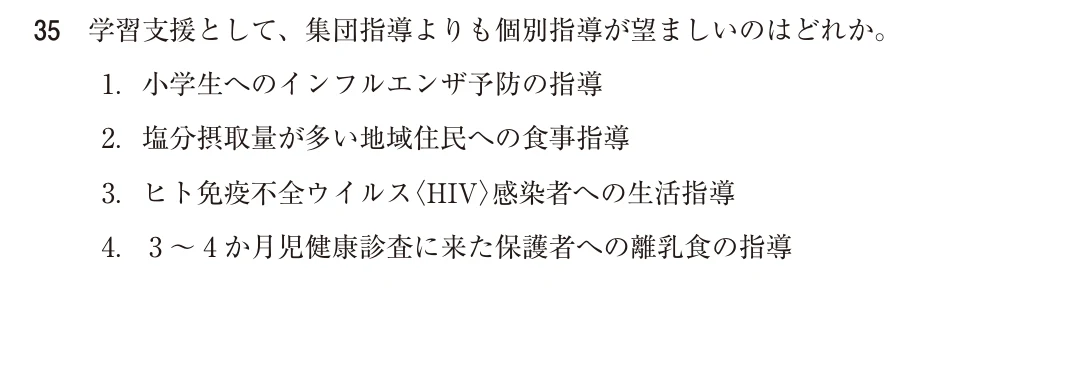 35 学習支援として、集団指導よりも個別指導が望ましいのはどれか。
1. 小学生へのインフルエンザ予防の指導
2. 塩分摂取量が多い地域住民への食事指導
3. ヒト免疫不全ウイルス〈HIV〉感染者への生活指導
4. 3～4か月児健康診査に来た保護者への離乳食の指導